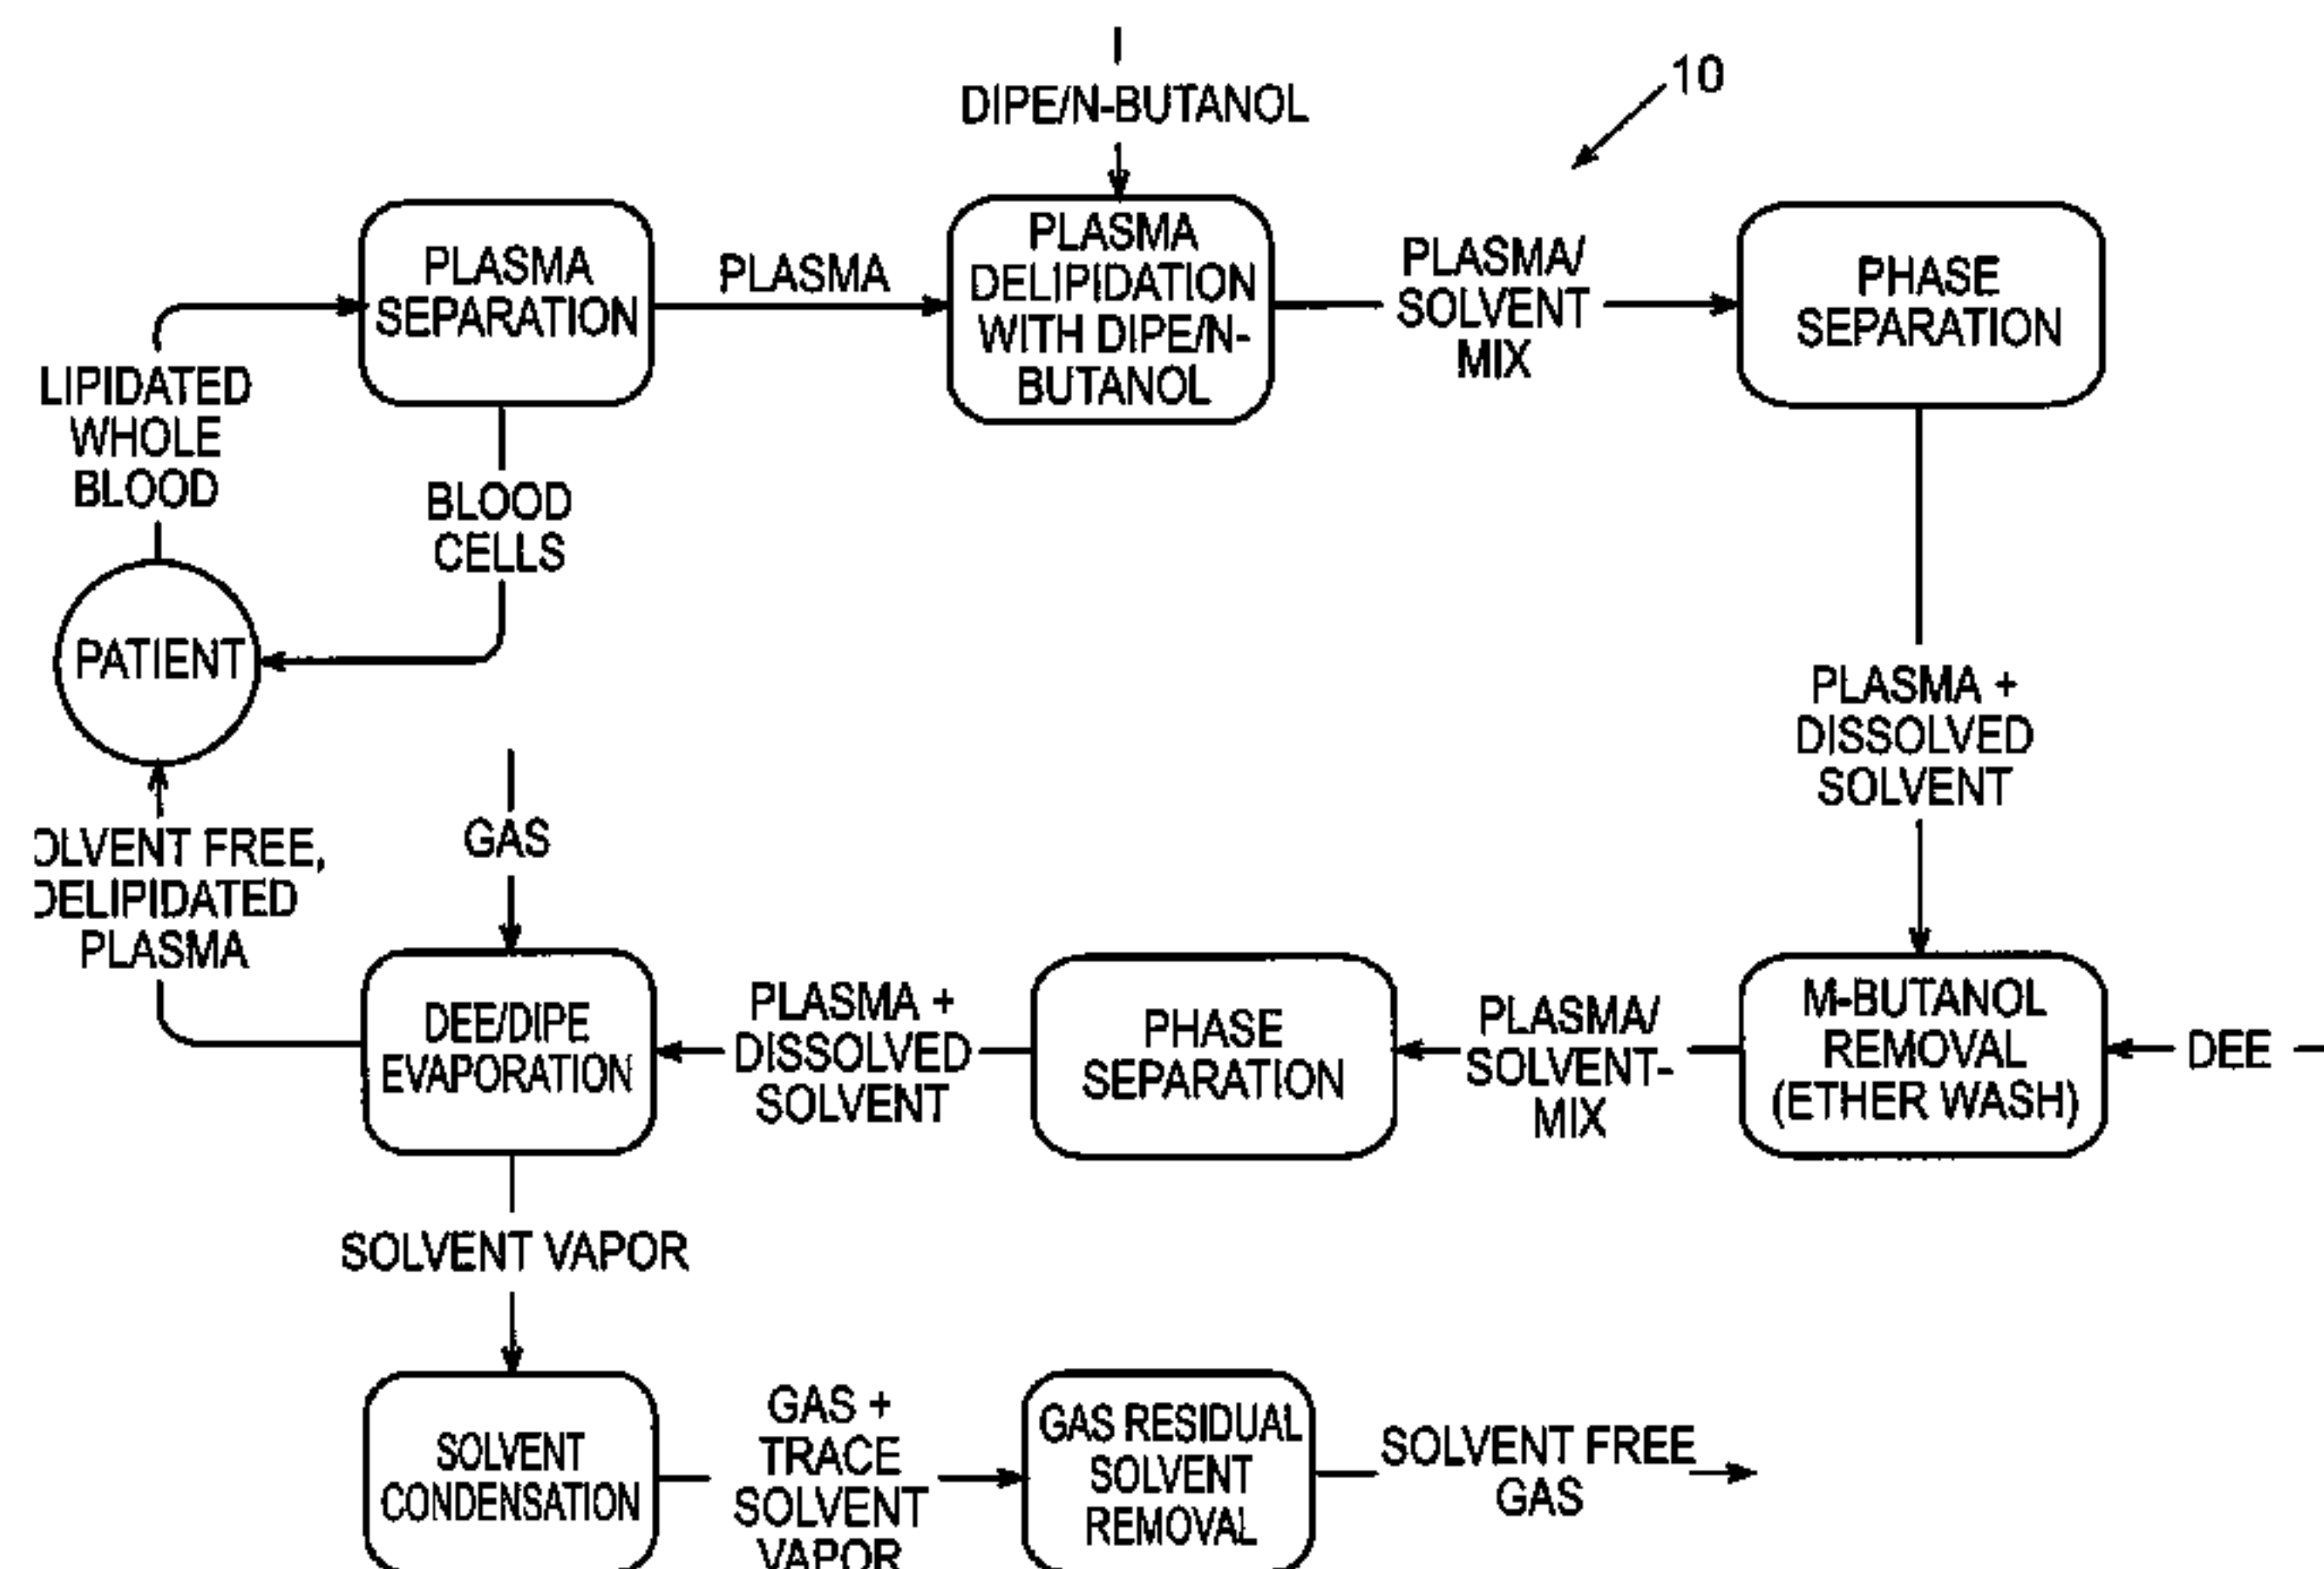 DIPE/N-BUTANOL
10
PLASMA
SEPARATION
PLASMA
PLASMA
DELIPIDATION
WITH DIPE/N-
BUTANOL
PLASMA/
SOLVENT
MIX
PHASE
SEPARATION
LIPIDATED
WHOLE
BLOOD
BLOOD
CELLS
PATIENT
PLASMA +
DISSOLVED
SOLVENT
OLVENT FREE,
DELIPIDATED
PLASMA
GAS
DEE/DIPE
EVAPORATION
PLASMA +
DISSOLVED
SOLVENT
PHASE
SEPARATION
PLASMA/
SOLVENT-
MIX
M-BUTANOL
REMOVAL
(ETHER WASH)
DEE
SOLVENT VAPOR
SOLVENT
CONDENSATION
GAS +
TRACE
SOLVENT
VAPOR
GAS RESIDUAL
SOLVENT
REMOVAL
SOLVENT FREE
GAS